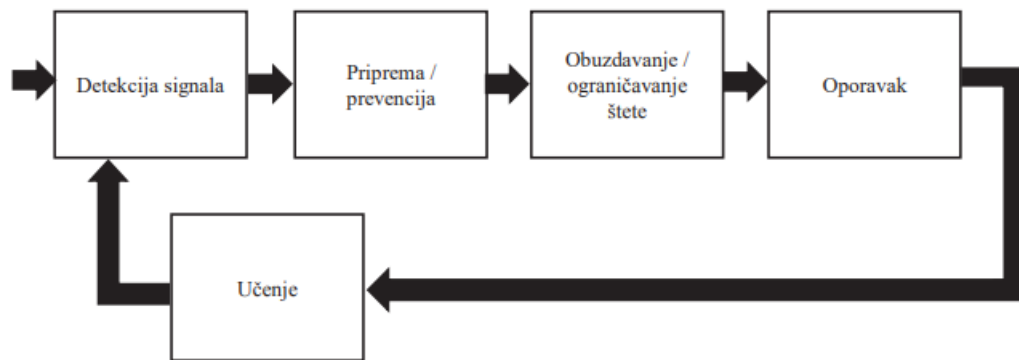 Detekcija signala
Priprema /
prevencija
Obuzdavanje /
ograničavanje
štete
Oporavak
Učenje